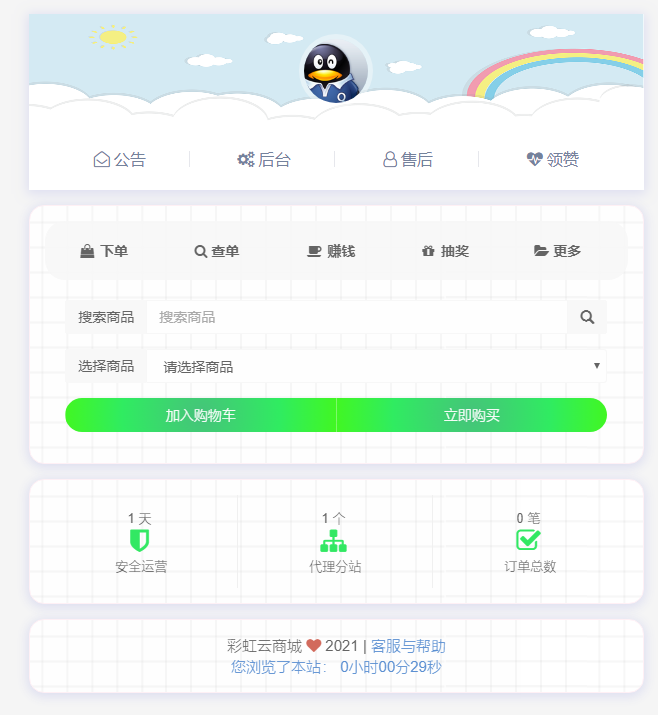 公告 后台 售后 领赞
下单 查单 赚钱 抽奖 更多
搜索商品 搜索商品
选择商品 请选择商品
加入购物车 立即购买
1 天 1 个 0 笔
安全运营 代理分站 订单总数
彩虹云商城 2021 | 客服与帮助
您浏览了本站： 0小时00分29秒